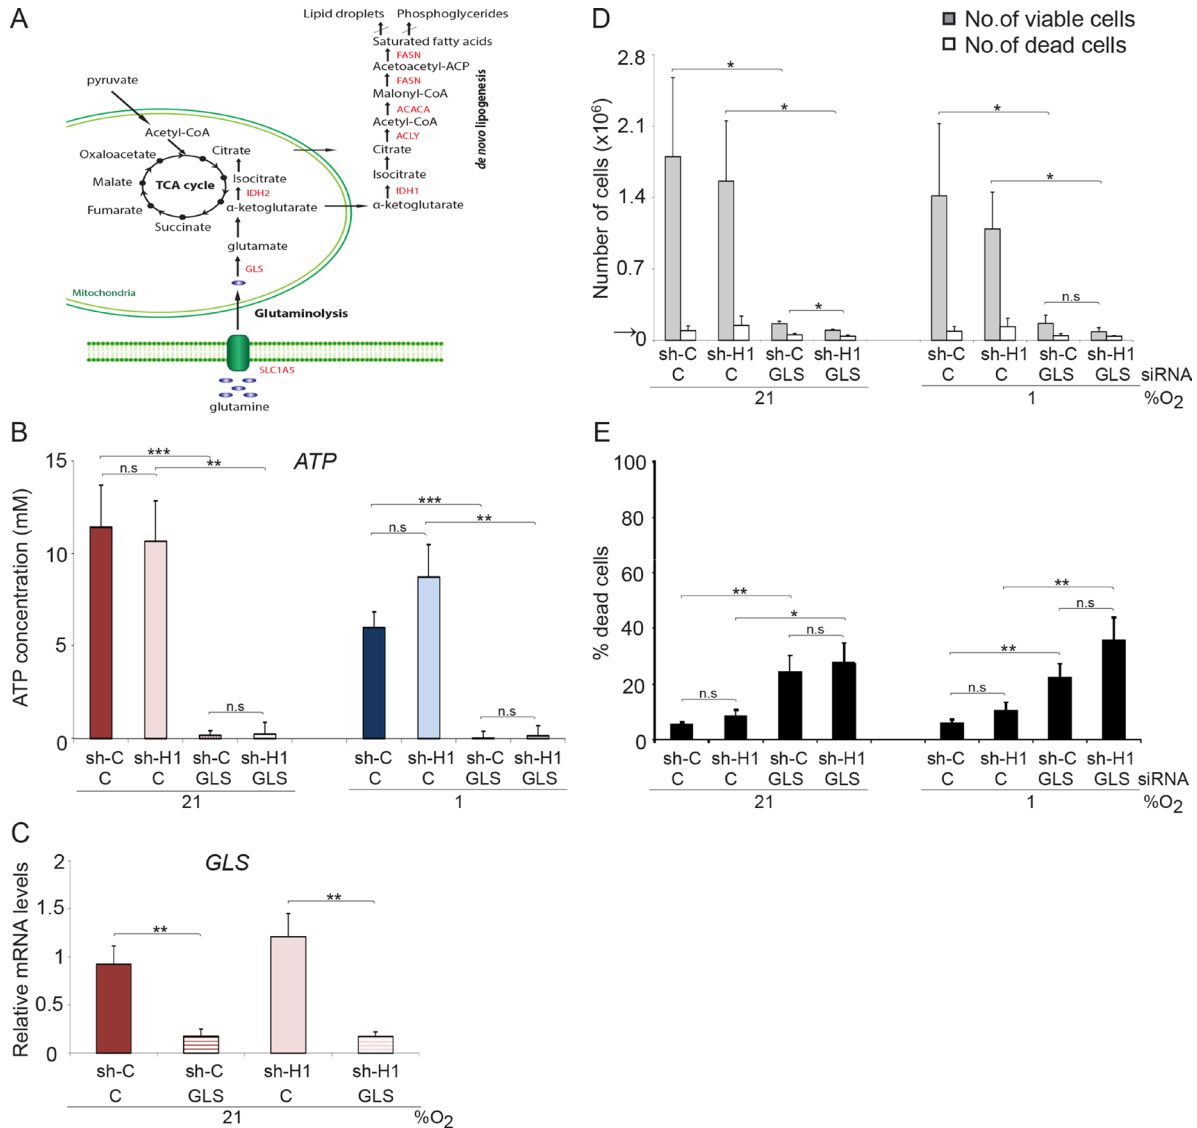 A
Lipid droplets Phosphoglycerides
Saturated fatty acids
FASN
Acetoacetyl-ACP
FASN
Malonyl-CoA
ACACA
Acetyl-CoA
ACLY
Citrate
Isocitrate
IDH1
α-ketoglutarate
de novo lipogenesis
pyruvate
Acetyl-CoA
Oxaloacetate
Citrate
Malate
TCA cycle
Isocitrate
IDH2
Fumarate
α-ketoglutarate
Succinate
glutamate
GLS
Mitochondria
Glutaminolysis
SLC1A5
glutamine
B
ATP
ATP concentration (mM)
15
10
5
0
***
n.s
**
n.s
***
n.s
**
n.s
sh-C sh-H1 sh-C sh-H1 sh-C sh-H1 sh-C sh-H1
C C GLS GLS C C GLS GLS
21 1
C
GLS
Relative mRNA levels
2
1.5
1
0.5
0
**
**
sh-C sh-C sh-H1 sh-H1
C GLS C GLS
21 %O2
D
No.of viable cells
No.of dead cells
Number of cells (x10⁶)
2.8
2.1
1.4
0.7
0
*
*
*
*
*
n.s
sh-C sh-H1 sh-C sh-H1 sh-C sh-H1 sh-C sh-H1
C C GLS GLS C C GLS GLS siRNA
21 1 %O2
E
% dead cells
100
80
60
40
20
0
**
*
n.s
n.s
**
n.s
**
n.s
sh-C sh-H1 sh-C sh-H1 sh-C sh-H1 sh-C sh-H1
C C GLS GLS C C GLS GLS siRNA
21 1 %O2